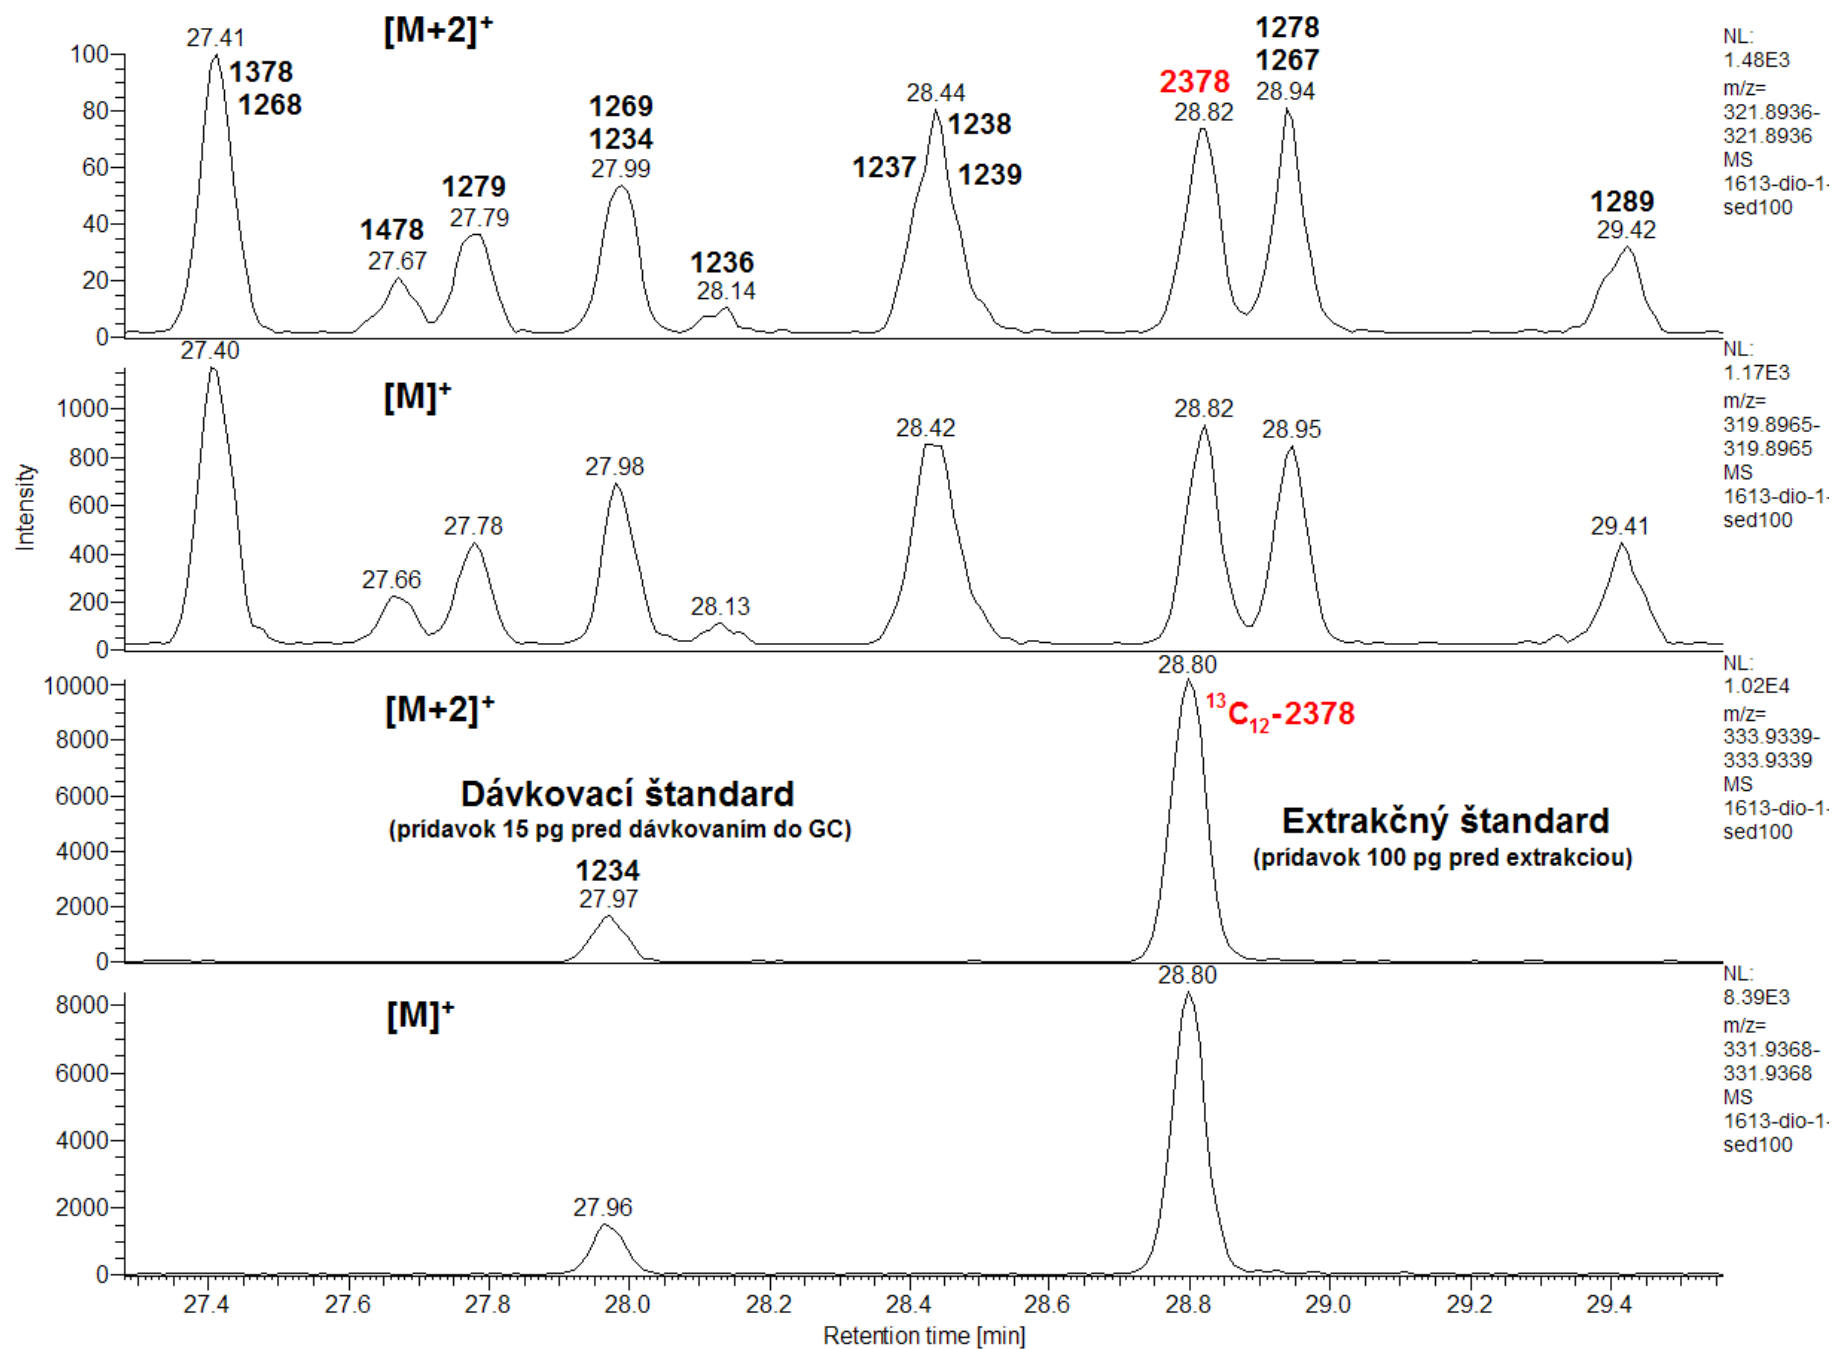 [M+2]+
27.41
1378
1268
1478
27.67
1279
27.79
1269
1234
27.99
1236
28.14
28.44
1238
1237
1239
2378
28.82
1278
1267
28.94
1289
29.42
100
80
60
40
20
0
NL:
1.48E3
m/z=
321.8936-
321.8936
MS
1613-dio-1-
sed100
[M]+
27.40
27.66
27.78
27.98
28.13
28.42
28.82
28.95
29.41
1000
800
600
400
200
0
NL:
1.17E3
m/z=
319.8965-
319.8965
MS
1613-dio-1-
sed100
Intensity
[M+2]+
28.80
13C12-2378
Dávkovací štandard
(prídavok 15 pg pred dávkovaním do GC)
1234
27.97
Extrakčný štandard
(prídavok 100 pg pred extrakciou)
10000
8000
6000
4000
2000
0
NL:
1.02E4
m/z=
333.9339-
333.9339
MS
1613-dio-1-
sed100
[M]+
28.80
27.96
8000
6000
4000
2000
0
NL:
8.39E3
m/z=
331.9368-
331.9368
MS
1613-dio-1-
sed100
27.4 27.6 27.8 28.0 28.2 28.4 28.6 28.8 29.0 29.2 29.4
Retention time [min]